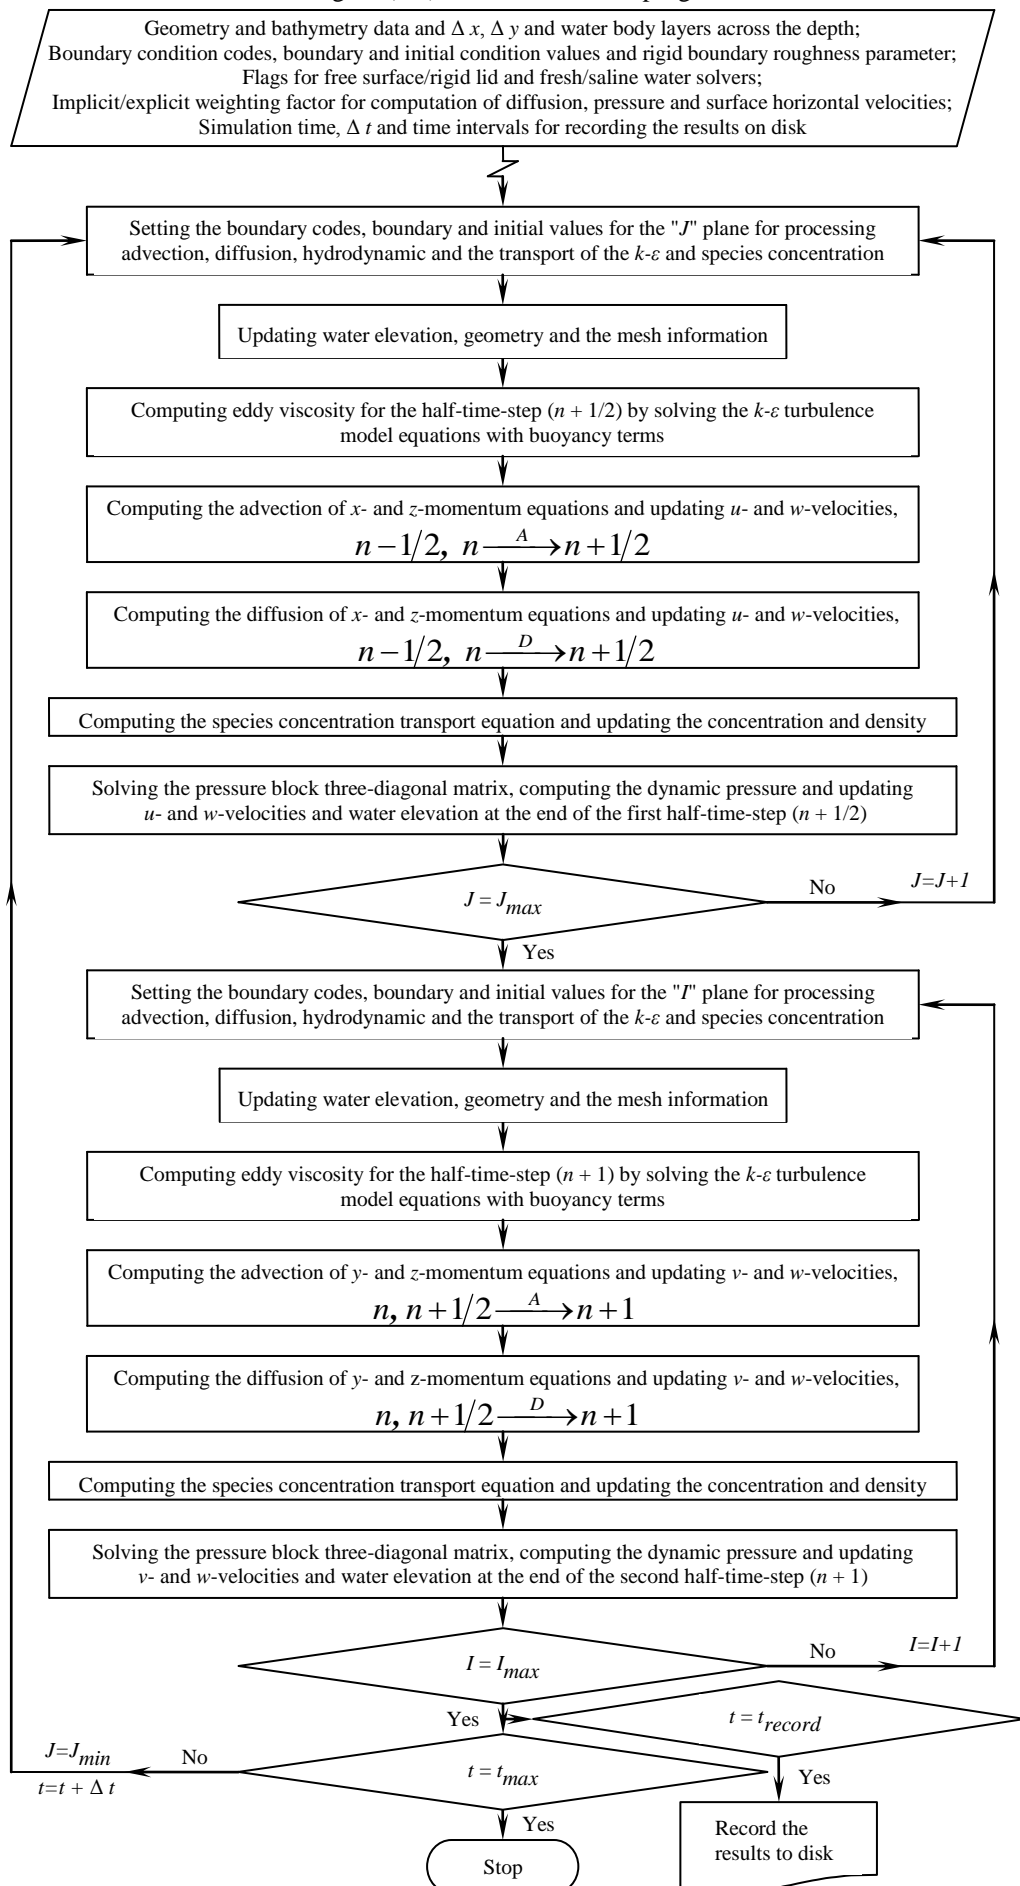 Geometry and bathymetry data and Δ x, Δ y and water body layers across the depth;
Boundary condition codes, boundary and initial condition values and rigid boundary roughness parameter;
Flags for free surface/rigid lid and fresh/saline water solvers;
Implicit/explicit weighting factor for computation of diffusion, pressure and surface horizontal velocities;
Simulation time, Δ t and time intervals for recording the results on disk
Setting the boundary codes, boundary and initial values for the "J" plane for processing
advection, diffusion, hydrodynamic and the transport of the k-ε and species concentration
Updating water elevation, geometry and the mesh information
Computing eddy viscosity for the half-time-step (n + 1/2) by solving the k-ε turbulence
model equations with buoyancy terms
Computing the advection of x- and z-momentum equations and updating u- and w-velocities,
n − 1/2, n —A→ n + 1/2
Computing the diffusion of x- and z-momentum equations and updating u- and w-velocities,
n − 1/2, n —D→ n + 1/2
Computing the species concentration transport equation and updating the concentration and density
Solving the pressure block three-diagonal matrix, computing the dynamic pressure and updating
u- and w-velocities and water elevation at the end of the first half-time-step (n + 1/2)
J = Jmax
No
J=J+1
Yes
Setting the boundary codes, boundary and initial values for the "I" plane for processing
advection, diffusion, hydrodynamic and the transport of the k-ε and species concentration
Updating water elevation, geometry and the mesh information
Computing eddy viscosity for the half-time-step (n + 1) by solving the k-ε turbulence
model equations with buoyancy terms
Computing the advection of y- and z-momentum equations and updating v- and w-velocities,
n, n + 1/2 —A→ n + 1
Computing the diffusion of y- and z-momentum equations and updating v- and w-velocities,
n, n + 1/2 —D→ n + 1
Computing the species concentration transport equation and updating the concentration and density
Solving the pressure block three-diagonal matrix, computing the dynamic pressure and updating
v- and w-velocities and water elevation at the end of the second half-time-step (n + 1)
I = Imax
No
I=I+1
Yes
t = trecord
J=Jmin
No
t=t + Δ t
t = tmax
Yes
Yes
Record the
results to disk
Stop